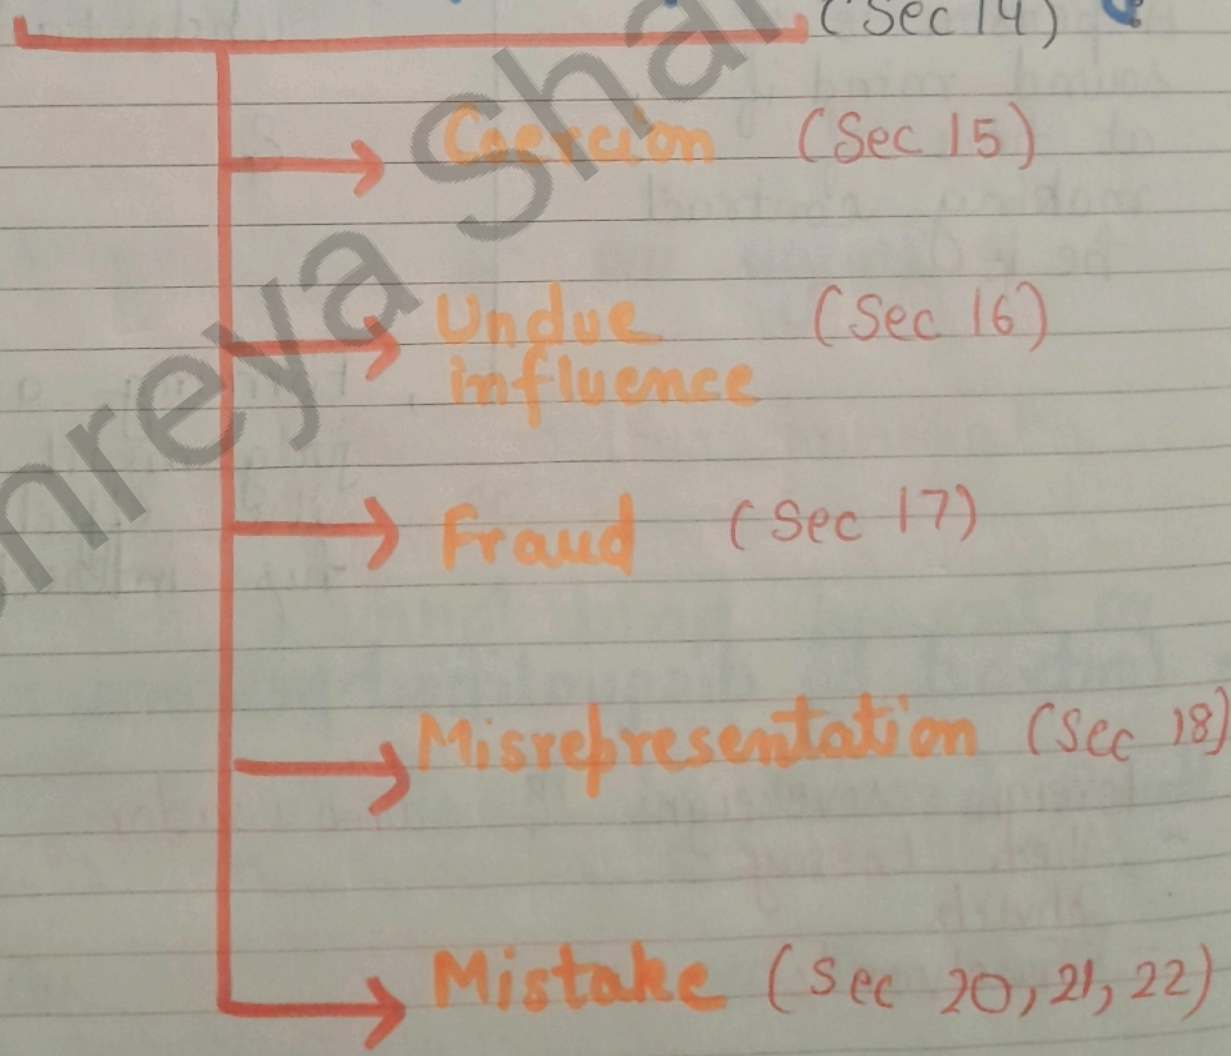 (Sec 14)
Coercion (Sec 15)
Undue (Sec 16)
influence
Fraud (Sec 17)
Misrepresentation (Sec 18)
Mistake (Sec 20, 21, 22)